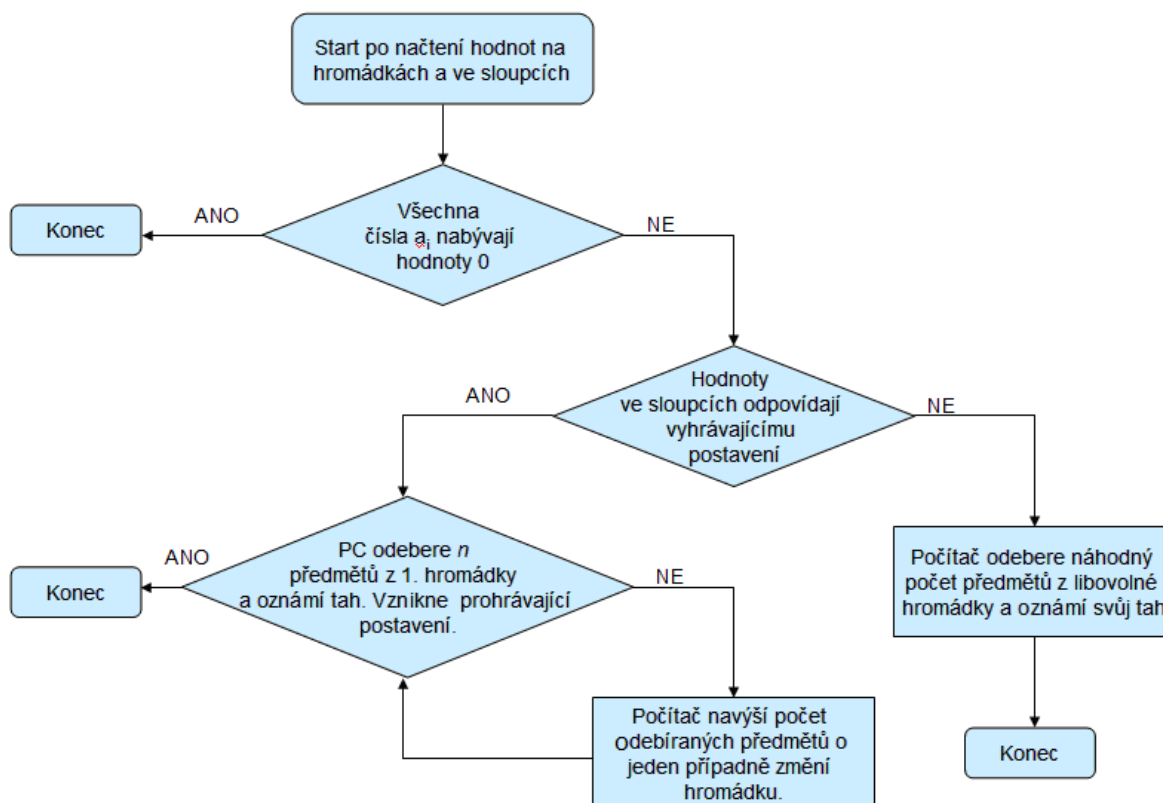 Start po načtení hodnot na
hromádkách a ve sloupcích
Všechna
čísla ai nabývají
hodnoty 0
ANO
NE
Konec
Hodnoty
ve sloupcích odpovídají
vyhrávajícímu
postavení
ANO
NE
PC odebere n
předmětů z 1. hromádky
a oznámí tah. Vznikne prohrávající
postavení.
ANO
NE
Konec
Počítač odebere náhodný
počet předmětů z libovolné
hromádky a oznámí svůj tah
Počítač navýší počet
odebíraných předmětů o
jeden případně změní
hromádku.
Konec